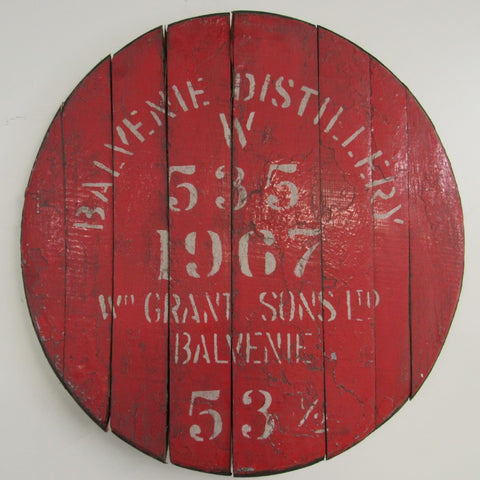 BALVENIE DISTILLERY
W
535
1967
Wᵐ GRANT SONS LTD
BALVENIE
53 ½